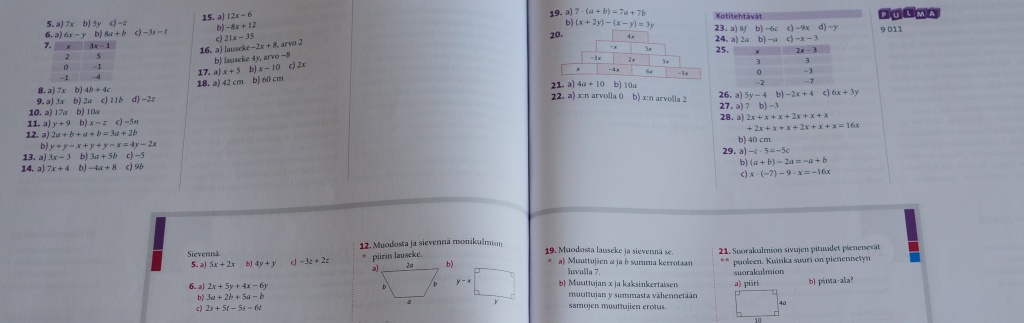 5. a) 7x b) 5y c) −z
6. a) 6x − y b) 8a + b c) −3s − t
7. x 3x − 1
2 5
0 −1
−1 −4
8. a) 7x b) 4b + 4c
9. a) 3x b) 2a c) 11b d) −2z
10. a) 17a b) 10a
11. a) y + 9 b) x − z c) −5n
12. a) 2a + b + a + b = 3a + 2b
b) y + y − x + y + y − x = 4y − 2x
13. a) 3x − 3 b) 3a + 5b c) −5
14. a) 7x + 4 b) −4a + 8 c) 9b
15. a) 12x − 6
b) −8x + 12
c) 21x − 35
16. a) lauseke −2x + 8, arvo 2
b) lauseke 4y, arvo −8
17. a) x + 5 b) x − 10 c) 2x
18. a) 42 cm b) 60 cm
19. a) 7 · (a + b) = 7a + 7b
b) (x + 2y) − (x − y) = 3y
20.
4x
−x 5x
−3x 2x 3x
x −4x 6x −3x
21. a) 4a + 10 b) 10a
22. a) x:n arvolla 0 b) x:n arvolla 2
Kotitehtävät
23. a) 8f b) −6c c) −9x d) −y
24. a) 2a b) −a c) −x − 3
25. x 2x − 3
3 3
0 −3
−2 −7
26. a) 5y − 4 b) −2x + 4 c) 6x + 3y
27. a) 7 b) −3
28. a) 2x + x + x + 2x + x + x
+ 2x + x + x + 2x + x + x = 16x
b) 40 cm
29. a) −c · 5 = −5c
b) (a + b) − 2a = −a + b
c) x · (−7) − 9 · x = −16x
PULMA
9 011
Sievennä.
5. a) 5x + 2x b) 4y + y c) −3z + 2z
6. a) 2x + 5y + 4x − 6y
b) 3a + 2b + 5a − b
c) 2s + 5t − 5s − 6t
12. Muodosta ja sievennä monikulmion
* piirin lauseke.
a) 2a b)
b b y − x
a y
19. Muodosta lauseke ja sievennä se.
* a) Muuttujien a ja b summa kerrotaan
luvulla 7.
b) Muuttujan x ja kaksinkertaisen
muuttujan y summasta vähennetään
samojen muuttujien erotus.
21. Suorakulmion sivujen pituudet pienenevät
** puoleen. Kuinka suuri on pienennetyn
suorakulmion
a) piiri b) pinta-ala?
4a
10